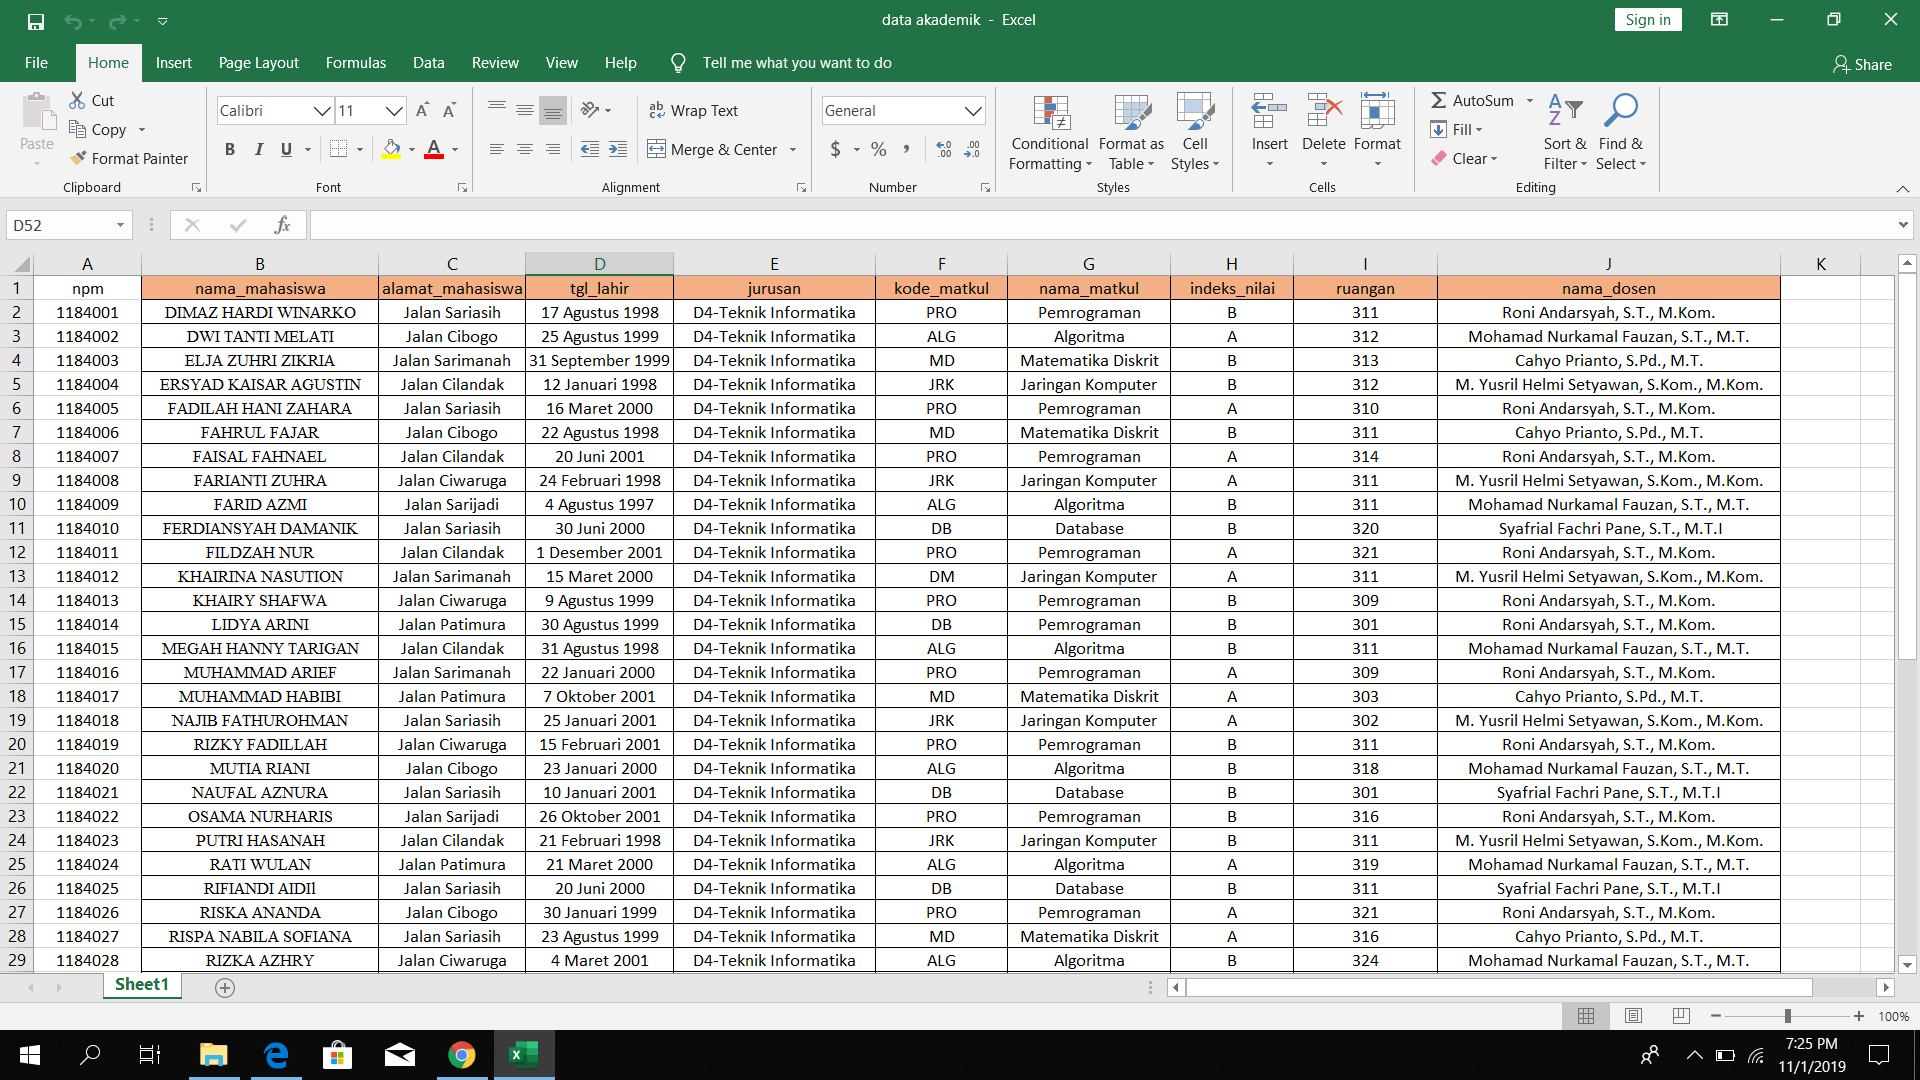 data akademik - Excel
Sign in
File Home Insert Page Layout Formulas Data Review View Help Tell me what you want to do Share
Paste Cut Copy Format Painter Clipboard
Calibri 11 A A B I U A Font
ab Wrap Text Merge & Center Alignment
General $ % , .00 .00 Number
Conditional Formatting Format as Table Cell Styles Styles
Insert Delete Format Cells
AutoSum Fill Clear Sort & Filter Find & Select Editing
D52 fx
A B C D E F G H I J K
1 npm nama_mahasiswa alamat_mahasiswa tgl_lahir jurusan kode_matkul nama_matkul indeks_nilai ruangan nama_dosen
2 1184001 DIMAZ HARDI WINARKO Jalan Sariasih 17 Agustus 1998 D4-Teknik Informatika PRO Pemrograman B 311 Roni Andarsyah, S.T., M.Kom.
3 1184002 DWI TANTI MELATI Jalan Cibogo 25 Agustus 1999 D4-Teknik Informatika ALG Algoritma A 312 Mohamad Nurkamal Fauzan, S.T., M.T.
4 1184003 ELJA ZUHRI ZIKRIA Jalan Sarimanah 31 September 1999 D4-Teknik Informatika MD Matematika Diskrit B 313 Cahyo Prianto, S.Pd., M.T.
5 1184004 ERSYAD KAISAR AGUSTIN Jalan Cilandak 12 Januari 1998 D4-Teknik Informatika JRK Jaringan Komputer B 312 M. Yusril Helmi Setyawan, S.Kom., M.Kom.
6 1184005 FADILAH HANI ZAHARA Jalan Sariasih 16 Maret 2000 D4-Teknik Informatika PRO Pemrograman A 310 Roni Andarsyah, S.T., M.Kom.
7 1184006 FAHRUL FAJAR Jalan Cibogo 22 Agustus 1998 D4-Teknik Informatika MD Matematika Diskrit B 311 Cahyo Prianto, S.Pd., M.T.
8 1184007 FAISAL FAHNAEL Jalan Cilandak 20 Juni 2001 D4-Teknik Informatika PRO Pemrograman A 314 Roni Andarsyah, S.T., M.Kom.
9 1184008 FARIANTI ZUHRA Jalan Ciwaruga 24 Februari 1998 D4-Teknik Informatika JRK Jaringan Komputer A 311 M. Yusril Helmi Setyawan, S.Kom., M.Kom.
10 1184009 FARID AZMI Jalan Sarijadi 4 Agustus 1997 D4-Teknik Informatika ALG Algoritma B 311 Mohamad Nurkamal Fauzan, S.T., M.T.
11 1184010 FERDIANSYAH DAMANIK Jalan Sariasih 30 Juni 2000 D4-Teknik Informatika DB Database B 320 Syafrial Fachri Pane, S.T., M.T.I
12 1184011 FILDZAH NUR Jalan Cilandak 1 Desember 2001 D4-Teknik Informatika PRO Pemrograman A 321 Roni Andarsyah, S.T., M.Kom.
13 1184012 KHAIRINA NASUTION Jalan Sarimanah 15 Maret 2000 D4-Teknik Informatika DM Jaringan Komputer A 311 M. Yusril Helmi Setyawan, S.Kom., M.Kom.
14 1184013 KHAIRY SHAFWA Jalan Ciwaruga 9 Agustus 1999 D4-Teknik Informatika PRO Pemrograman B 309 Roni Andarsyah, S.T., M.Kom.
15 1184014 LIDYA ARINI Jalan Patimura 30 Agustus 1999 D4-Teknik Informatika DB Pemrograman B 301 Roni Andarsyah, S.T., M.Kom.
16 1184015 MEGAH HANNY TARIGAN Jalan Cilandak 31 Agustus 1998 D4-Teknik Informatika ALG Algoritma B 311 Mohamad Nurkamal Fauzan, S.T., M.T.
17 1184016 MUHAMMAD ARIEF Jalan Sarimanah 22 Januari 2000 D4-Teknik Informatika PRO Pemrograman A 309 Roni Andarsyah, S.T., M.Kom.
18 1184017 MUHAMMAD HABIBI Jalan Patimura 7 Oktober 2001 D4-Teknik Informatika MD Matematika Diskrit A 303 Cahyo Prianto, S.Pd., M.T.
19 1184018 NAJIB FATHUROHMAN Jalan Sariasih 25 Januari 2001 D4-Teknik Informatika JRK Jaringan Komputer A 302 M. Yusril Helmi Setyawan, S.Kom., M.Kom.
20 1184019 RIZKY FADILLAH Jalan Ciwaruga 15 Februari 2001 D4-Teknik Informatika PRO Pemrograman B 311 Roni Andarsyah, S.T., M.Kom.
21 1184020 MUTIA RIANI Jalan Cibogo 23 Januari 2000 D4-Teknik Informatika ALG Algoritma B 318 Mohamad Nurkamal Fauzan, S.T., M.T.
22 1184021 NAUFAL AZNURA Jalan Sariasih 10 Januari 2001 D4-Teknik Informatika DB Database B 301 Syafrial Fachri Pane, S.T., M.T.I
23 1184022 OSAMA NURHARIS Jalan Sarijadi 26 Oktober 2001 D4-Teknik Informatika PRO Pemrograman B 316 Roni Andarsyah, S.T., M.Kom.
24 1184023 PUTRI HASANAH Jalan Cilandak 21 Februari 1998 D4-Teknik Informatika JRK Jaringan Komputer B 311 M. Yusril Helmi Setyawan, S.Kom., M.Kom.
25 1184024 RATI WULAN Jalan Patimura 21 Maret 2000 D4-Teknik Informatika ALG Algoritma A 319 Mohamad Nurkamal Fauzan, S.T., M.T.
26 1184025 RIFIANDI AIDIl Jalan Sariasih 20 Juni 2000 D4-Teknik Informatika DB Database B 311 Syafrial Fachri Pane, S.T., M.T.I
27 1184026 RISKA ANANDA Jalan Cibogo 30 Januari 1999 D4-Teknik Informatika PRO Pemrograman A 321 Roni Andarsyah, S.T., M.Kom.
28 1184027 RISPA NABILA SOFIANA Jalan Sariasih 23 Agustus 1999 D4-Teknik Informatika MD Matematika Diskrit A 316 Cahyo Prianto, S.Pd., M.T.
29 1184028 RIZKA AZHRY Jalan Ciwaruga 4 Maret 2001 D4-Teknik Informatika ALG Algoritma B 324 Mohamad Nurkamal Fauzan, S.T., M.T.
Sheet1
100%
7:25 PM
11/1/2019